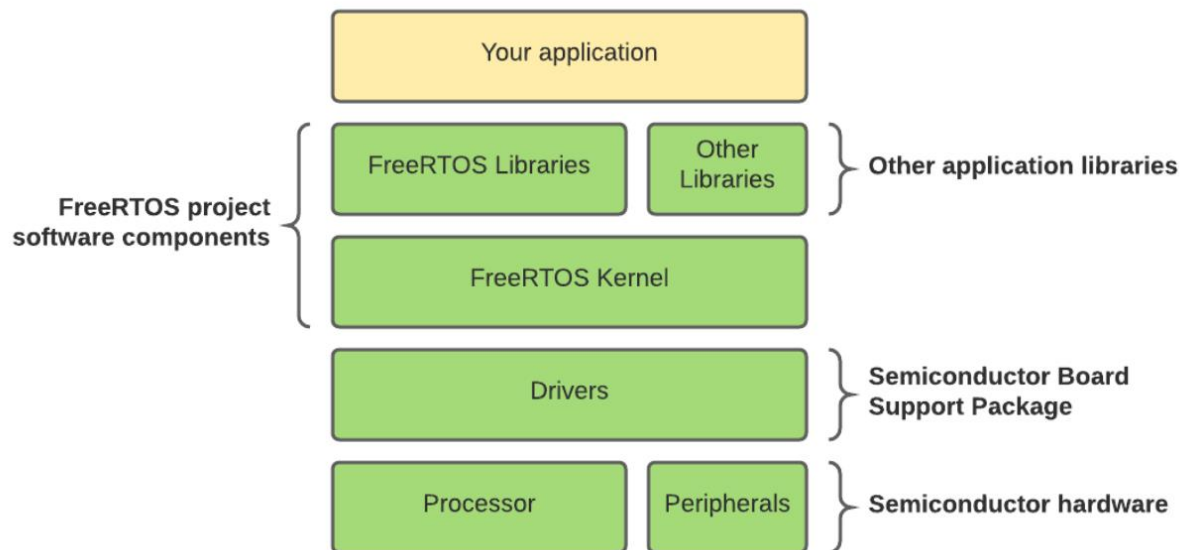 Your application
FreeRTOS Libraries
Other
Libraries
Other application libraries
FreeRTOS project
software components
FreeRTOS Kernel
Drivers
Semiconductor Board
Support Package
Processor
Peripherals
Semiconductor hardware